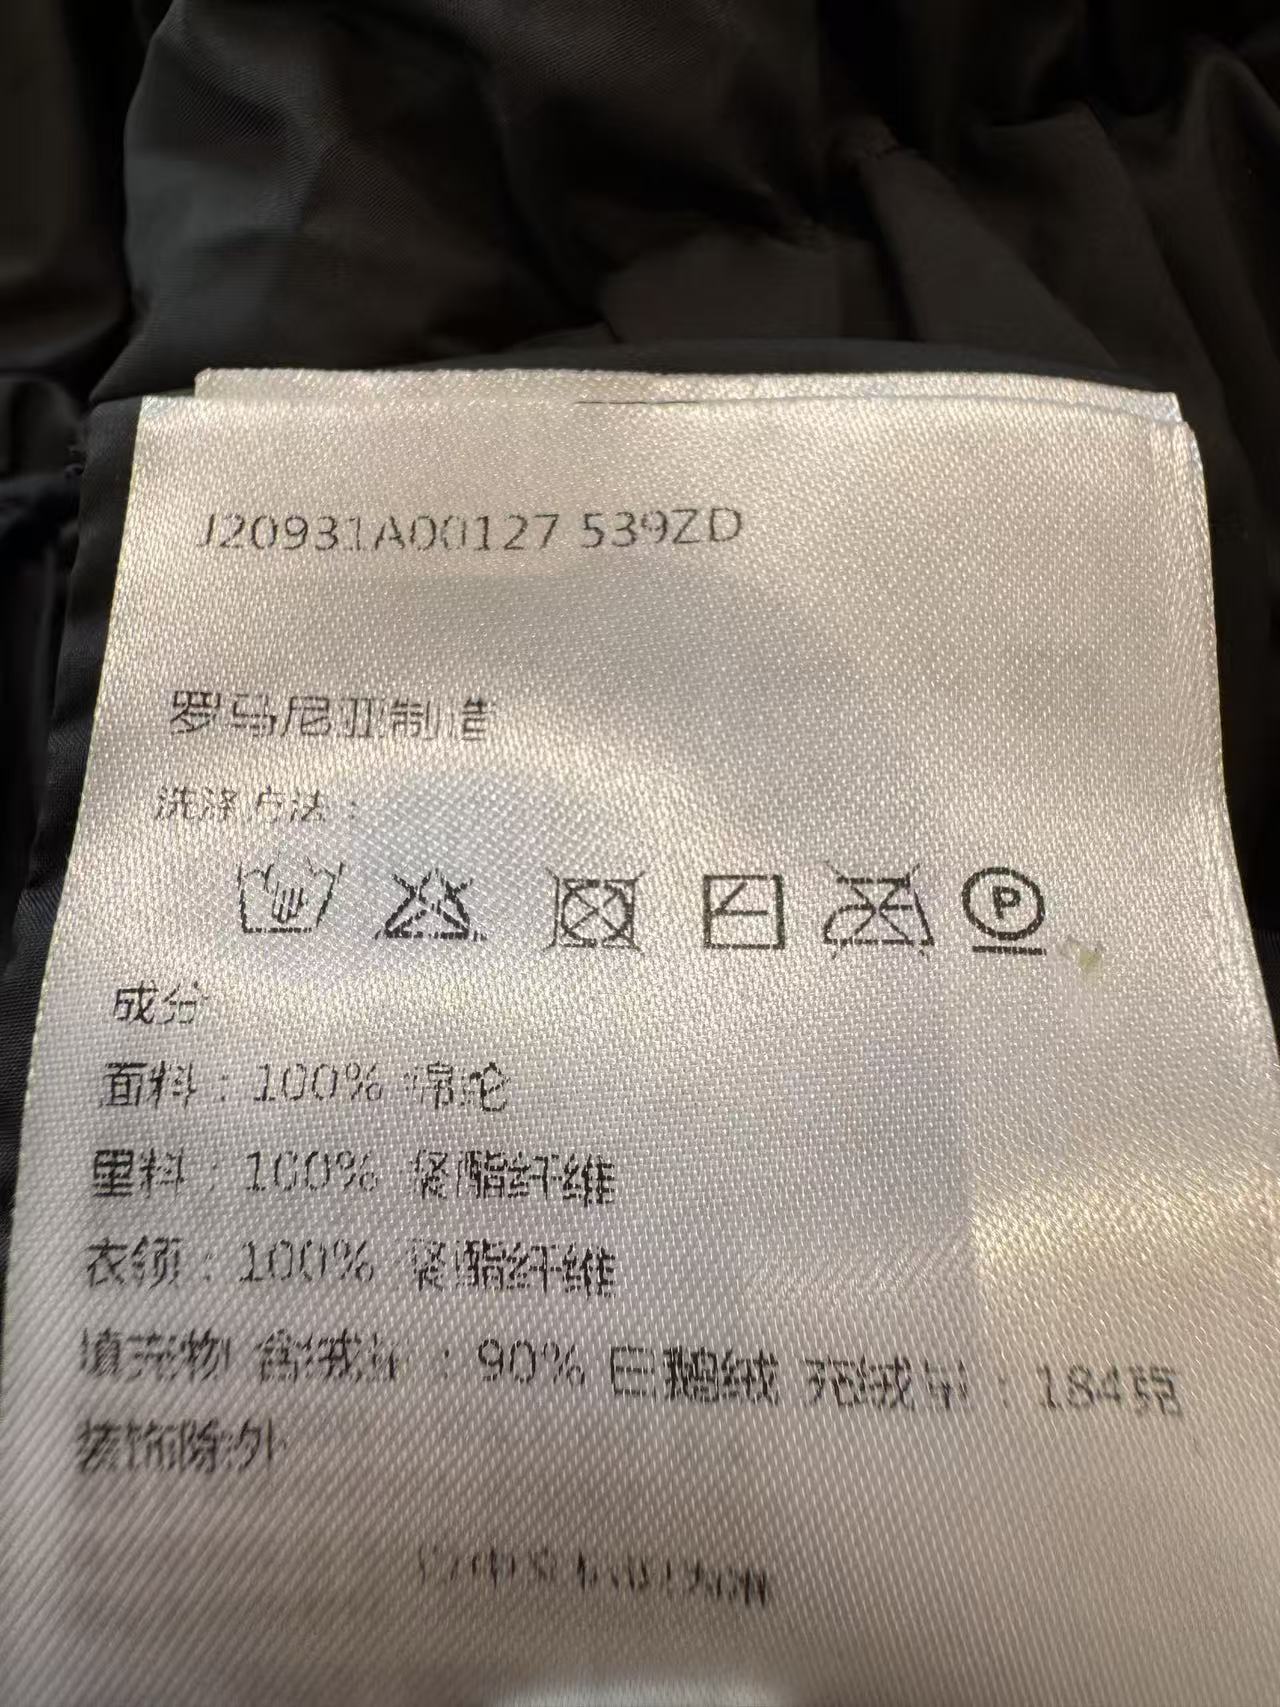 J20931A00127 539ZD
罗马尼亚制造
洗涤方法：
P
成分
面料：100% 锦纶
里料：100% 聚酯纤维
衣领：100% 聚酯纤维
填充物 含绒量：90% 白鹅绒 充绒量：184克
装饰除外